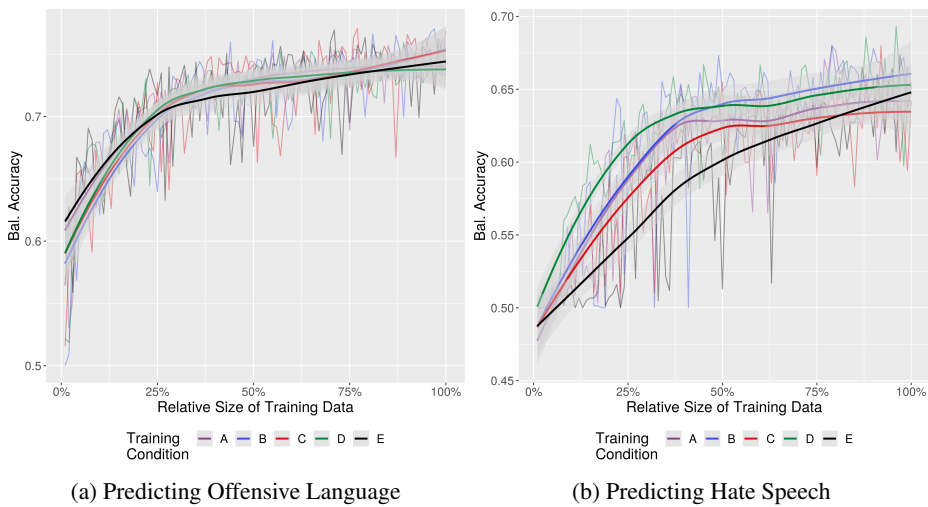 0.7
0.6
0.5
Bal. Accuracy
0% 25% 50% 75% 100%
Relative Size of Training Data
Training
Condition
A B C D E
(a) Predicting Offensive Language
0.70
0.65
0.60
0.55
0.50
0.45
Bal. Accuracy
0% 25% 50% 75% 100%
Relative Size of Training Data
Training
Condition
A B C D E
(b) Predicting Hate Speech